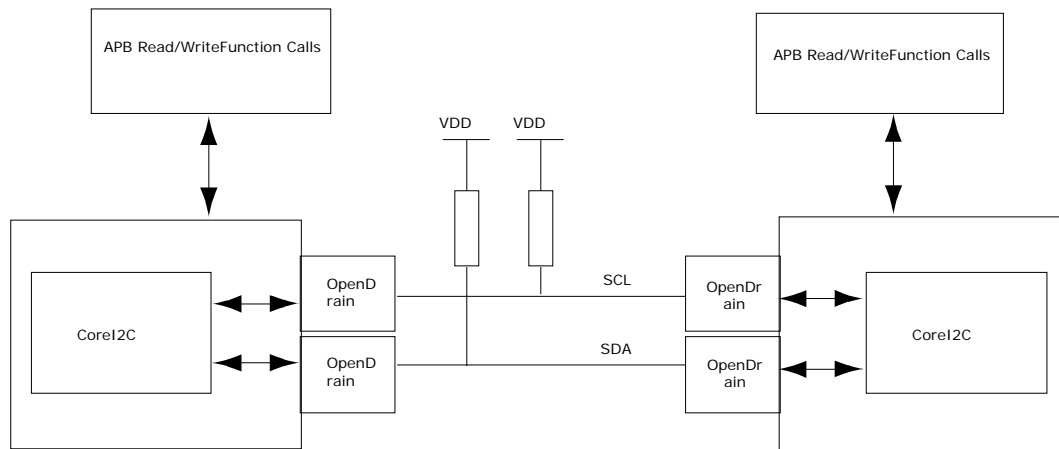 APB Read/WriteFunction Calls
APB Read/WriteFunction Calls
VDD
VDD
SCL
OpenD
rain
OpenDr
ain
CoreI2C
CoreI2C
SDA
OpenD
rain
OpenDr
ain